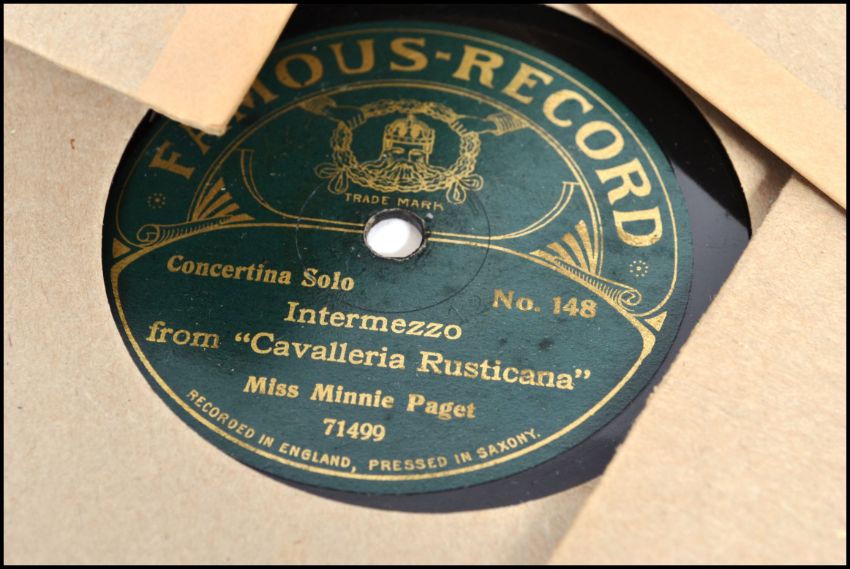 FAMOUS-RECORD
TRADE MARK
Concertina Solo
No. 148
Intermezzo
from “Cavalleria Rusticana”
Miss Minnie Paget
71499
RECORDED IN ENGLAND, PRESSED IN SAXONY.